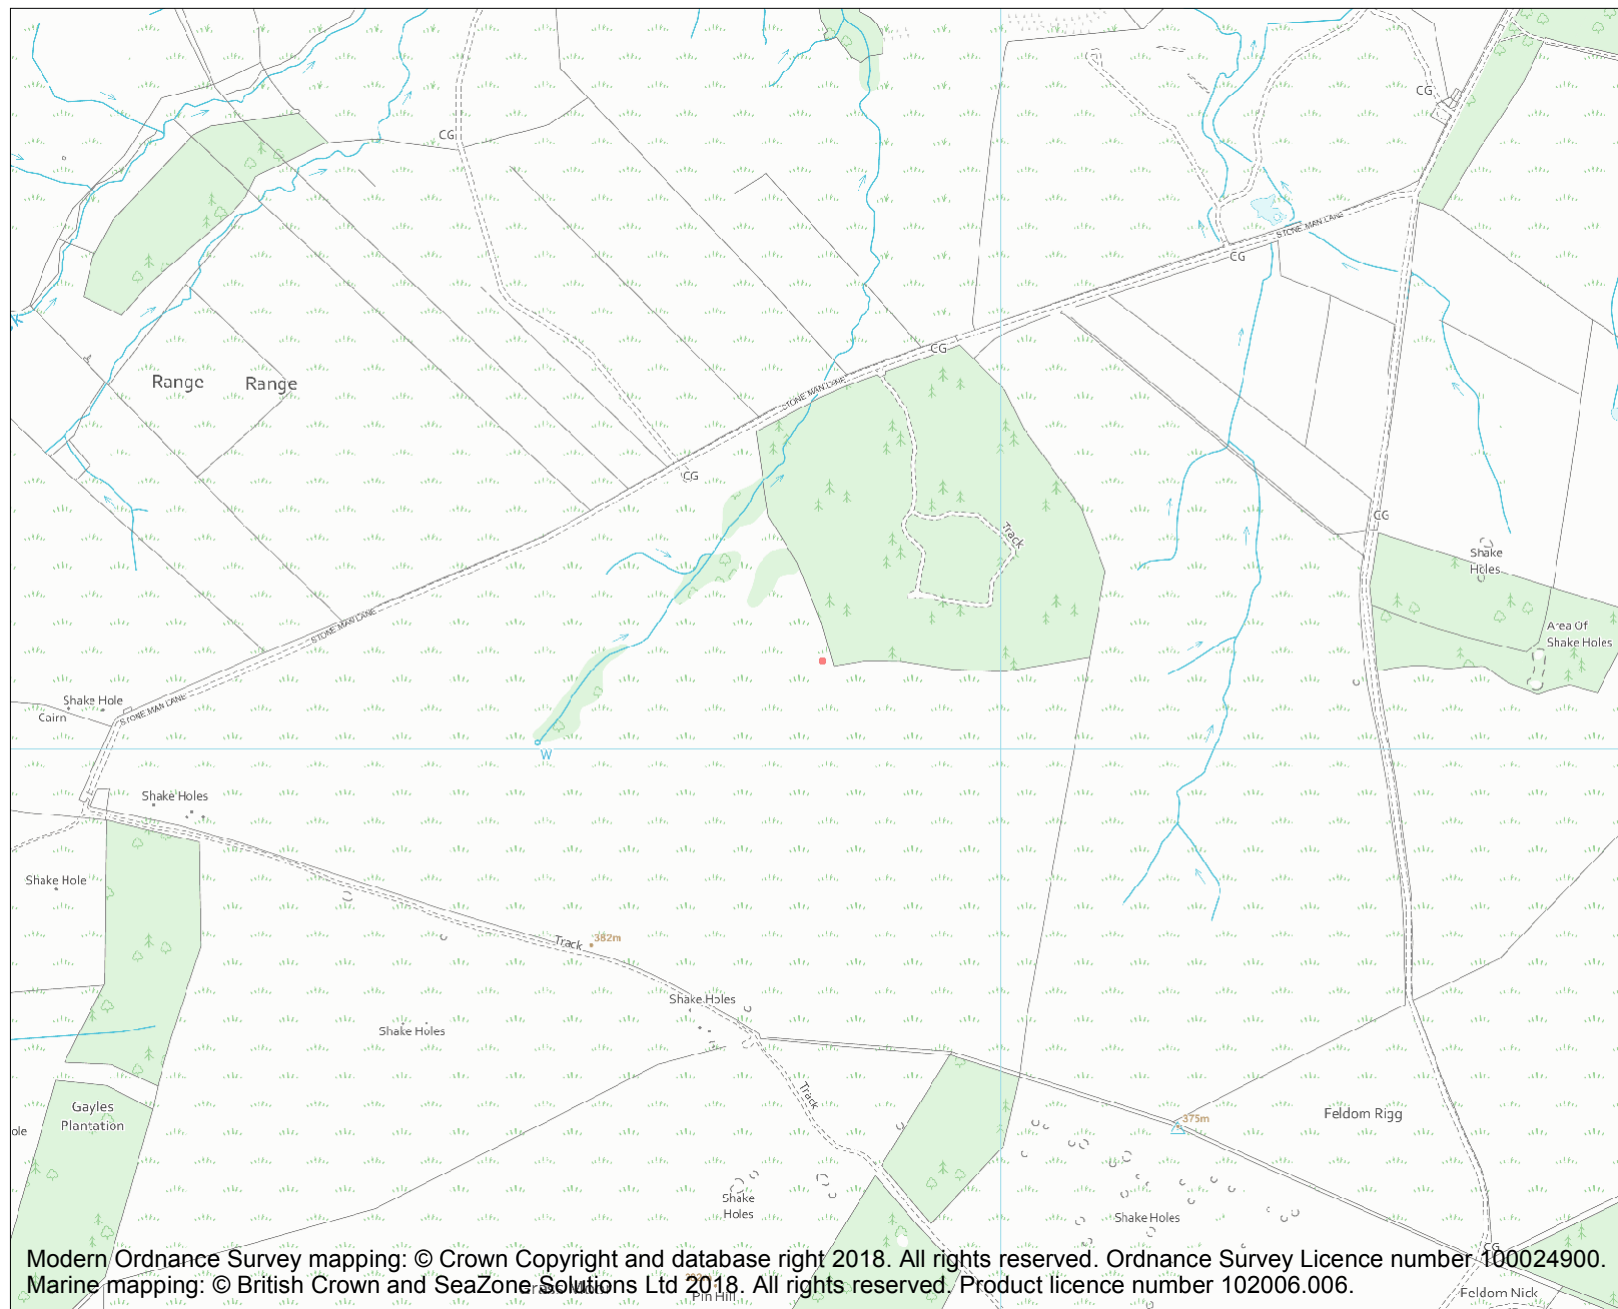 CG
CG
STONE MAN LANE
CG
Range Range
CG
STONE MAN LANE
CG
CG
Track
Shake
Holes
STONE MAN LANE
Area Of
Shake Holes
Shake Hole
Cairn
STONE MAN LANE
W
Shake Holes
Shake Hole
Track
382m
Shake Holes
Shake Holes
Track
Gayles
Plantation
ole
375m
Feldom Rigg
Shake
Holes
Shake Holes
CG
Modern Ordnance Survey mapping: © Crown Copyright and database right 2018. All rights reserved. Ordnance Survey Licence number 100024900.
Marine mapping: © British Crown and SeaZone Solutions Ltd 2018. All rights reserved. Product licence number 102006.006.
Pin Hill
Feldom Nick